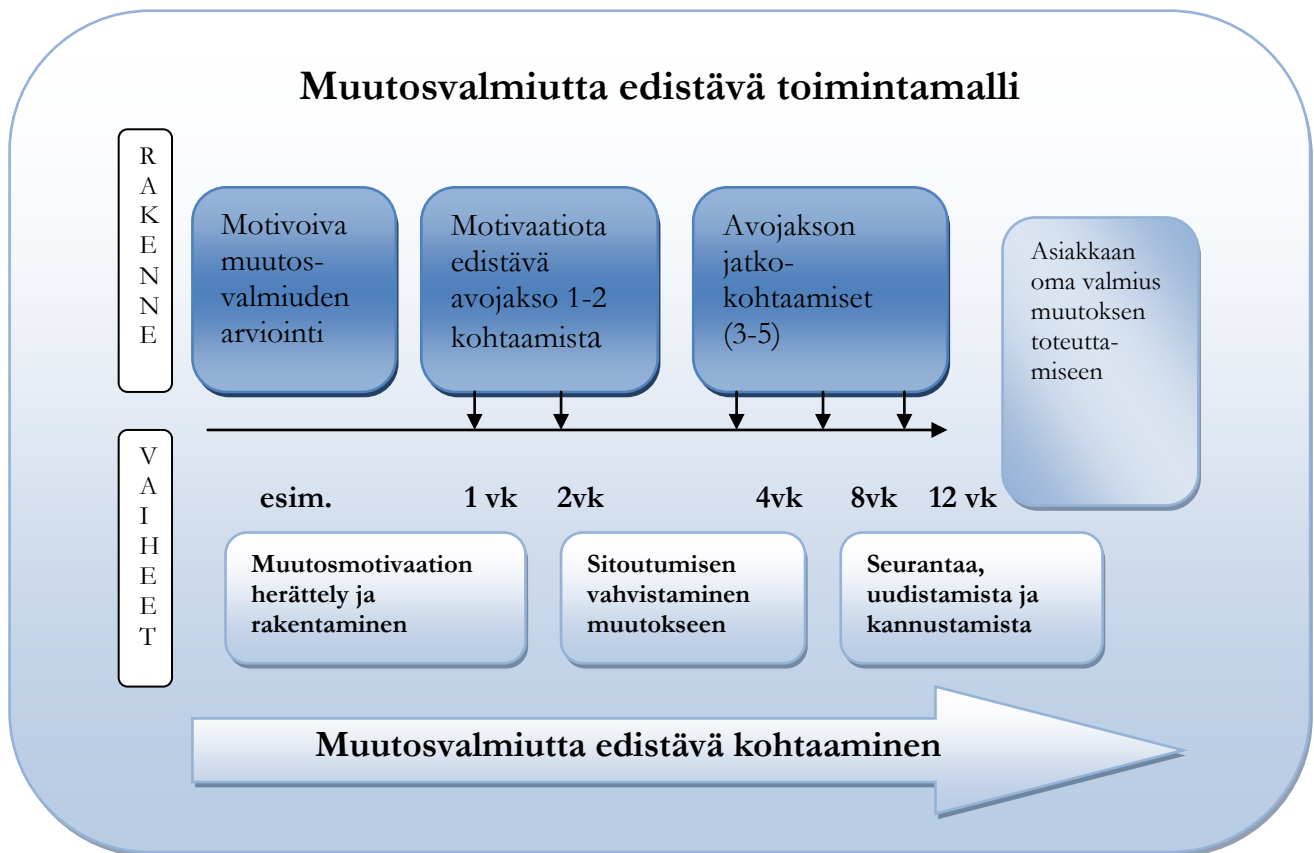 Muutosvalmiutta edistävä toimintamalli
RAKENNE
Motivoiva
muutos-
valmiuden
arviointi
Motivaatiota
edistävä
avojakso 1-2
kohtaamista
Avojakson
jatko-
kohtaamiset
(3-5)
Asiakkaan
oma valmius
muutoksen
toteutta-
miseen
VAIHEET
esim. 1 vk 2vk 4vk 8vk 12 vk
Muutosmotivaation
herättely ja
rakentaminen
Sitoutumisen
vahvistaminen
muutokseen
Seurantaa,
uudistamista ja
kannustamista
Muutosvalmiutta edistävä kohtaaminen